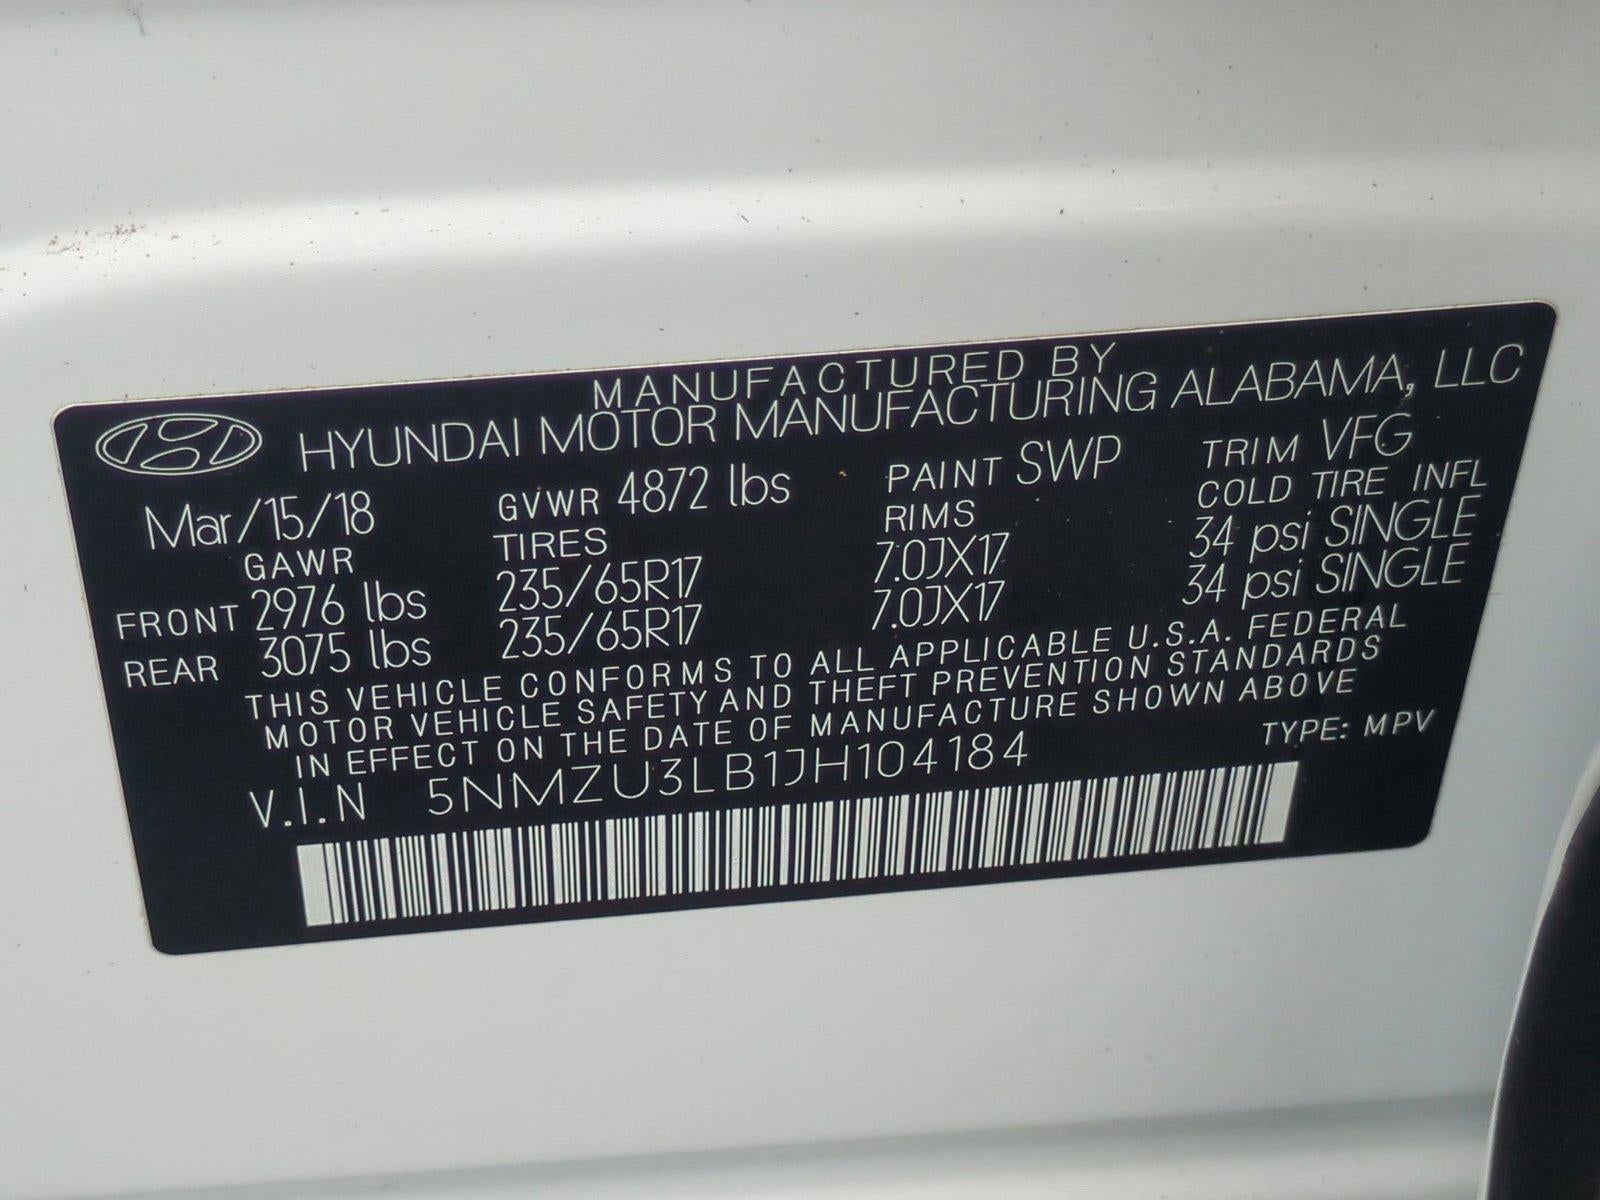 MANUFACTURED BY
HYUNDAI MOTOR MANUFACTURING ALABAMA, LLC
Mar/15/18 GVWR 4872 lbs PAINT SWP TRIM VFG
GAWR TIRES RIMS COLD TIRE INFL
FRONT 2976 lbs 235/65R17 7.0JX17 34 psi SINGLE
REAR 3075 lbs 235/65R17 7.0JX17 34 psi SINGLE
THIS VEHICLE CONFORMS TO ALL APPLICABLE U.S.A. FEDERAL
MOTOR VEHICLE SAFETY AND THEFT PREVENTION STANDARDS
IN EFFECT ON THE DATE OF MANUFACTURE SHOWN ABOVE
V.I.N 5NMZU3LB1JH104184 TYPE: MPV